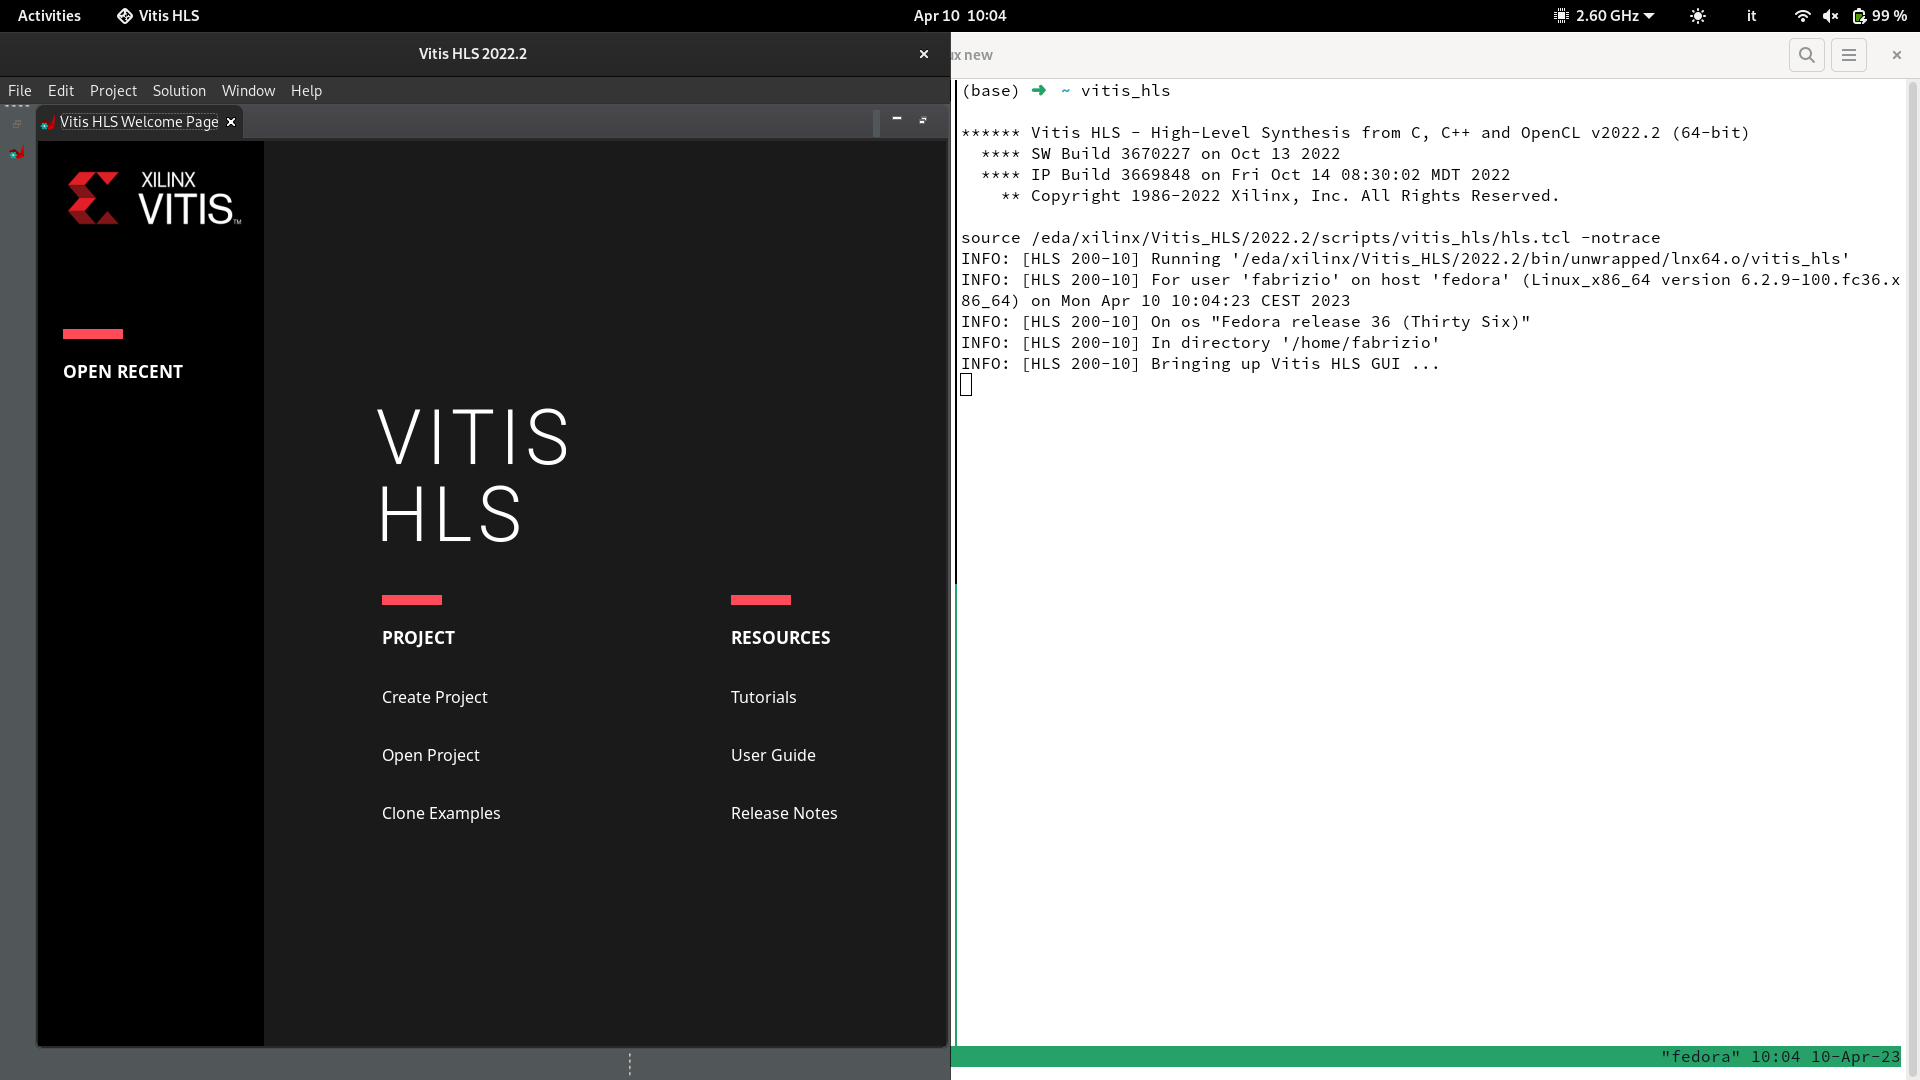 Activities
Vitis HLS
Apr 10 10:04
2.60 GHz
it
99 %
Vitis HLS 2022.2
File Edit Project Solution Window Help
Vitis HLS Welcome Page
XILINX
VITIS™
OPEN RECENT
VITIS
HLS
PROJECT
Create Project
Open Project
Clone Examples
RESOURCES
Tutorials
User Guide
Release Notes
ux new
(base) ➜ ~ vitis_hls
****** Vitis HLS - High-Level Synthesis from C, C++ and OpenCL v2022.2 (64-bit)
**** SW Build 3670227 on Oct 13 2022
**** IP Build 3669848 on Fri Oct 14 08:30:02 MDT 2022
** Copyright 1986-2022 Xilinx, Inc. All Rights Reserved.
source /eda/xilinx/Vitis_HLS/2022.2/scripts/vitis_hls/hls.tcl -notrace
INFO: [HLS 200-10] Running '/eda/xilinx/Vitis_HLS/2022.2/bin/unwrapped/lnx64.o/vitis_hls'
INFO: [HLS 200-10] For user 'fabrizio' on host 'fedora' (Linux_x86_64 version 6.2.9-100.fc36.x
86_64) on Mon Apr 10 10:04:23 CEST 2023
INFO: [HLS 200-10] On os "Fedora release 36 (Thirty Six)"
INFO: [HLS 200-10] In directory '/home/fabrizio'
INFO: [HLS 200-10] Bringing up Vitis HLS GUI ...
"fedora" 10:04 10-Apr-23